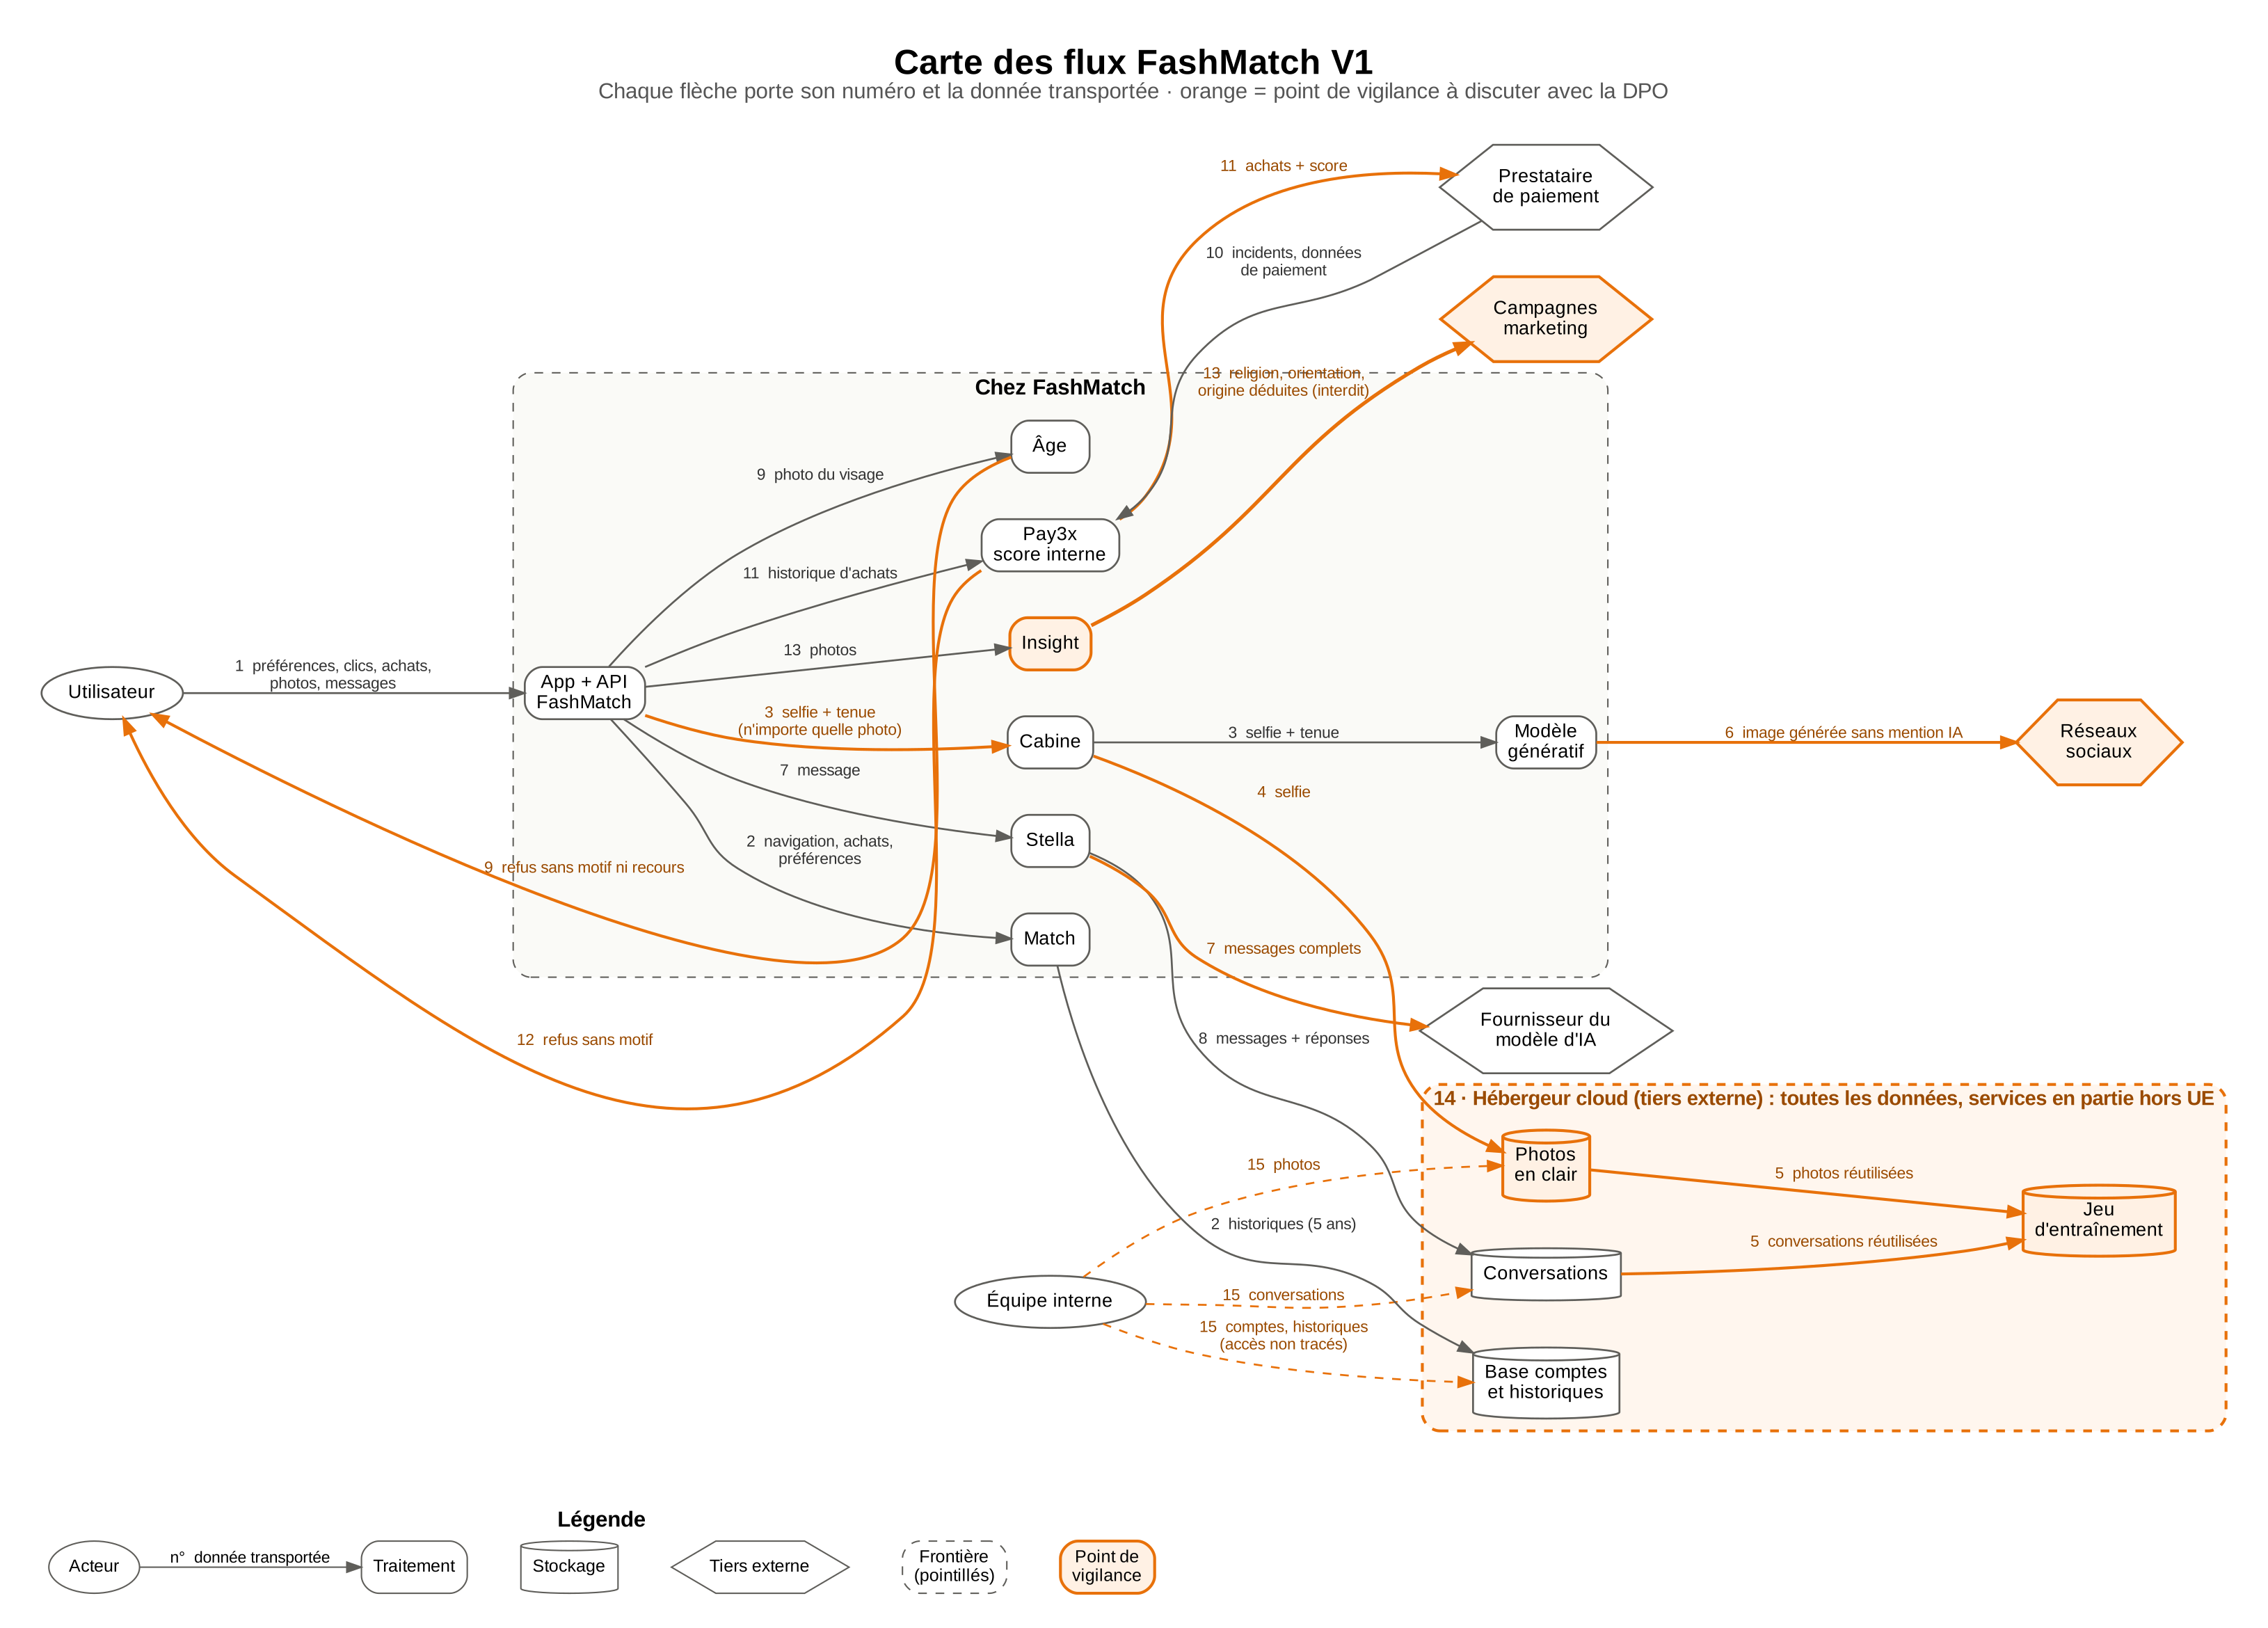 Carte des flux FashMatch V1
Chaque flèche porte son numéro et la donnée transportée · orange = point de vigilance à discuter avec la DPO
11 achats + score
Prestataire
de paiement
10 incidents, données
de paiement
Campagnes
marketing
13 religion, orientation,
origine déduites (interdit)
Chez FashMatch
Âge
9 photo du visage
Pay3x
score interne
11 historique d'achats
Insight
13 photos
Utilisateur
1 préférences, clics, achats,
photos, messages
App + API
FashMatch
3 selfie + tenue
(n'importe quelle photo)
Cabine
3 selfie + tenue
Modèle
génératif
6 image générée sans mention IA
Réseaux
sociaux
7 message
4 selfie
Stella
2 navigation, achats,
préférences
9 refus sans motif ni recours
Match
7 messages complets
12 refus sans motif
8 messages + réponses
Fournisseur du
modèle d'IA
14 · Hébergeur cloud (tiers externe) : toutes les données, services en partie hors UE
15 photos
Photos
en clair
5 photos réutilisées
Jeu
d'entraînement
2 historiques (5 ans)
5 conversations réutilisées
Conversations
Équipe interne
15 conversations
15 comptes, historiques
(accès non tracés)
Base comptes
et historiques
Légende
Acteur
n° donnée transportée
Traitement
Stockage
Tiers externe
Frontière
(pointillés)
Point de
vigilance